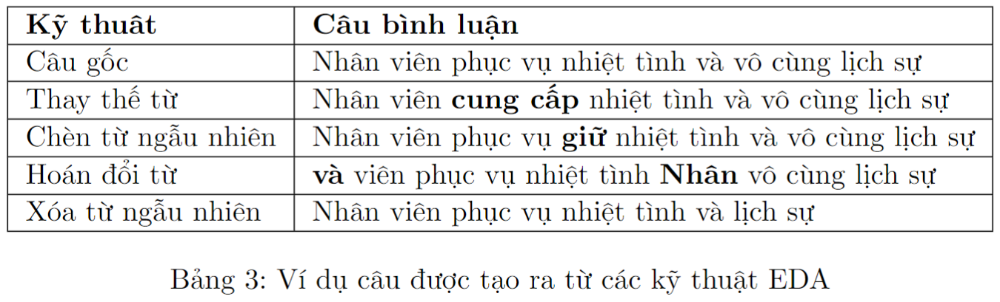 Kỹ thuât Câu bình luận
Câu gốc Nhân viên phục vụ nhiệt tình và vô cùng lịch sự
Thay thế từ Nhân viên cung cấp nhiệt tình và vô cùng lịch sự
Chèn từ ngẫu nhiên Nhân viên phục vụ giữ nhiệt tình và vô cùng lịch sự
Hoán đổi từ và viên phục vụ nhiệt tình Nhân vô cùng lịch sự
Xóa từ ngẫu nhiên Nhân viên phục vụ nhiệt tình và lịch sự
Bảng 3: Ví dụ câu được tạo ra từ các kỹ thuật EDA